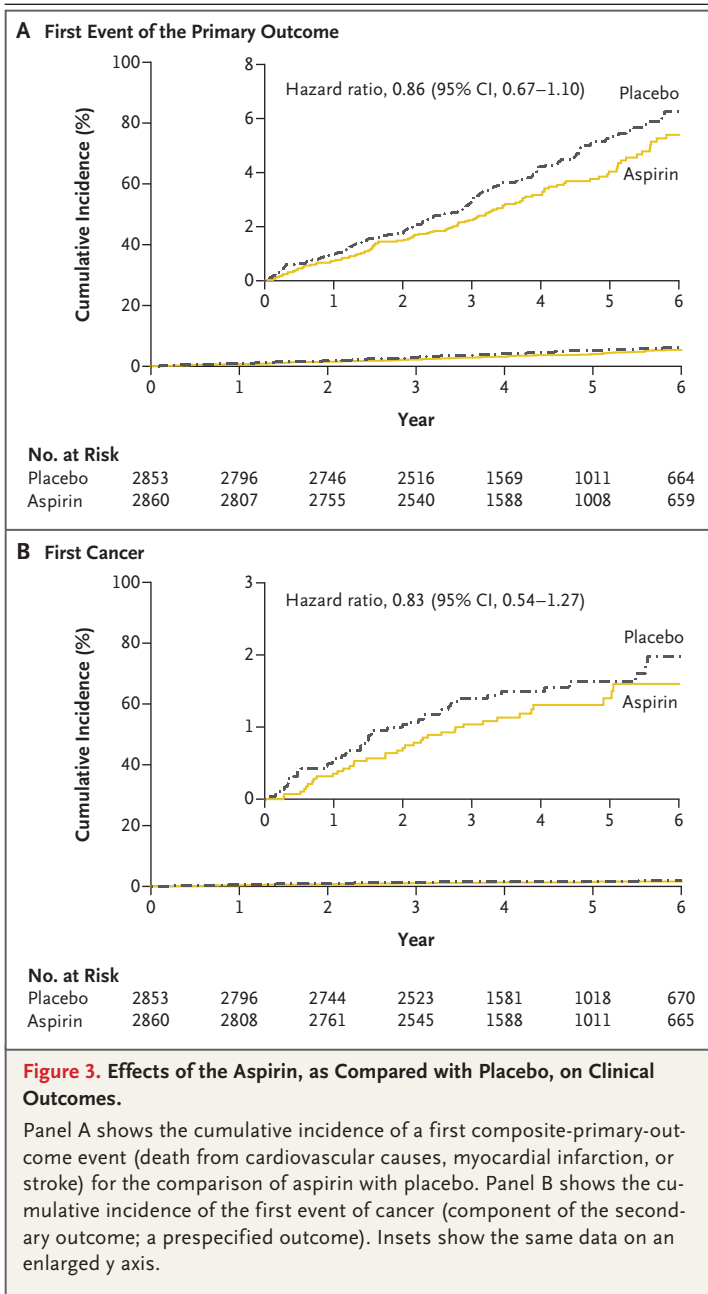 A First Event of the Primary Outcome
Cumulative Incidence (%)
100
80
60
40
20
0
0 1 2 3 4 5 6
8
6
4
2
0
0 1 2 3 4 5 6
Hazard ratio, 0.86 (95% CI, 0.67–1.10)
Placebo
Aspirin
Year
No. at Risk
Placebo 2853 2796 2746 2516 1569 1011 664
Aspirin 2860 2807 2755 2540 1588 1008 659
B First Cancer
Cumulative Incidence (%)
100
80
60
40
20
0
0 1 2 3 4 5 6
3
2
1
0
0 1 2 3 4 5 6
Hazard ratio, 0.83 (95% CI, 0.54–1.27)
Placebo
Aspirin
Year
No. at Risk
Placebo 2853 2796 2744 2523 1581 1018 670
Aspirin 2860 2808 2761 2545 1588 1011 665
Figure 3. Effects of the Aspirin, as Compared with Placebo, on Clinical
Outcomes.
Panel A shows the cumulative incidence of a first composite-primary-out-
come event (death from cardiovascular causes, myocardial infarction, or
stroke) for the comparison of aspirin with placebo. Panel B shows the cu-
mulative incidence of the first event of cancer (component of the second-
ary outcome; a prespecified outcome). Insets show the same data on an
enlarged y axis.